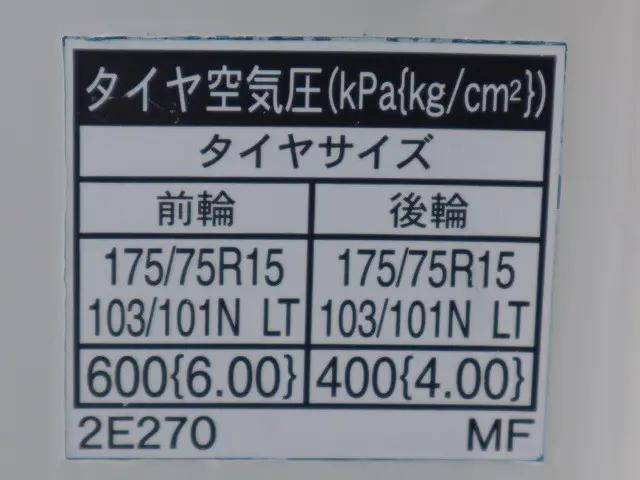 タイヤ空気圧(kPa{kg/cm²})
タイヤサイズ
前輪 後輪
175/75R15 175/75R15
103/101N LT 103/101N LT
600{6.00} 400{4.00}
2E270 MF